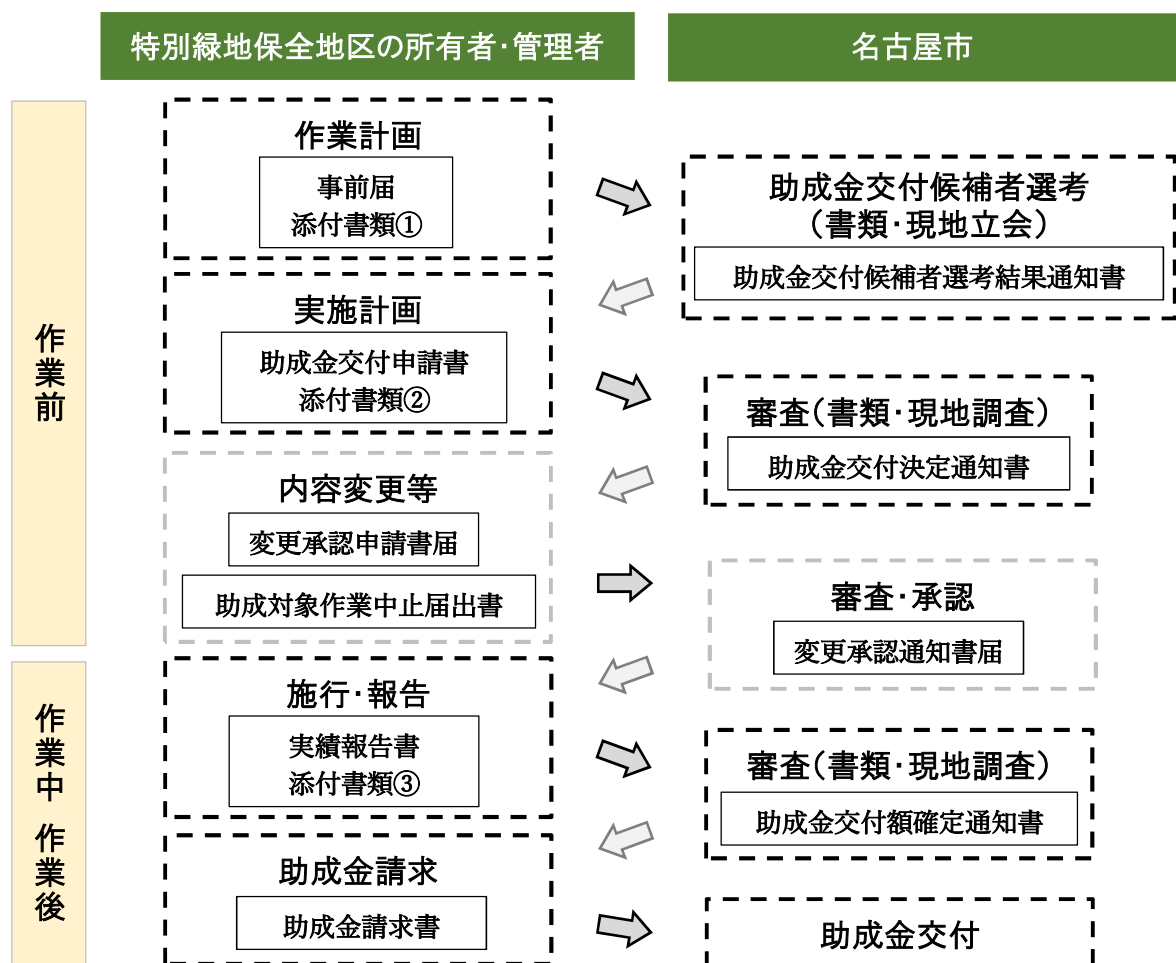 特別緑地保全地区の所有者・管理者
名古屋市
作業前
作業計画
事前届
添付書類①
助成金交付候補者選考
（書類・現地立会）
助成金交付候補者選考結果通知書
実施計画
助成金交付申請書
添付書類②
審査（書類・現地調査）
助成金交付決定通知書
内容変更等
変更承認申請書届
助成対象作業中止届出書
審査・承認
変更承認通知書届
作業中
作業後
施行・報告
実績報告書
添付書類③
審査（書類・現地調査）
助成金交付額確定通知書
助成金請求
助成金請求書
助成金交付